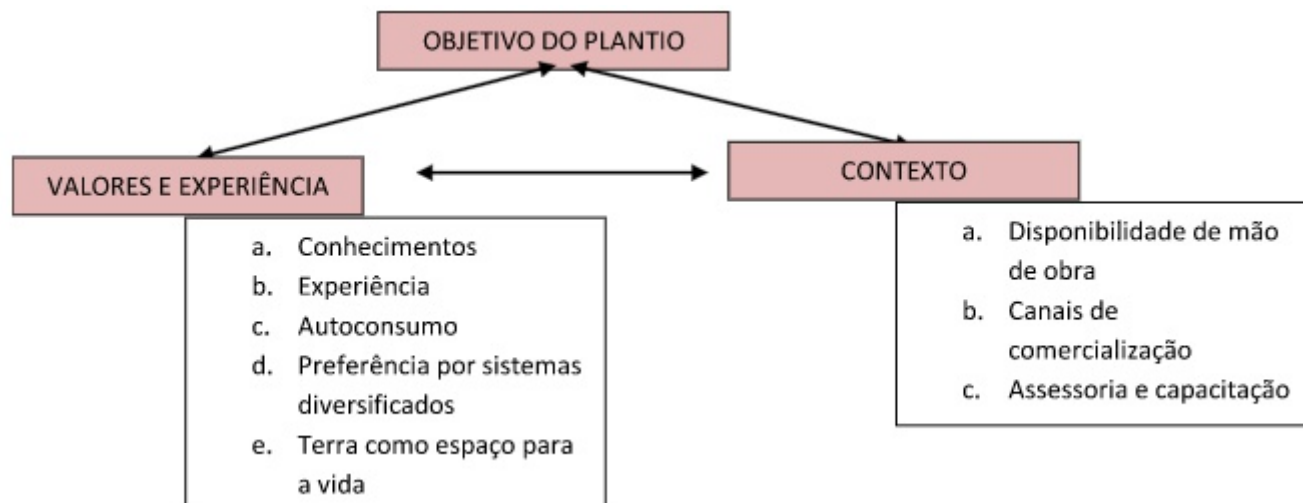 OBJETIVO DO PLANTIO
VALORES E EXPERIÊNCIA
a. Conhecimentos
b. Experiência
c. Autoconsumo
d. Preferência por sistemas
diversificados
e. Terra como espaço para
a vida
CONTEXTO
a. Disponibilidade de mão
de obra
b. Canais de
comercialização
c. Assessoria e capacitação